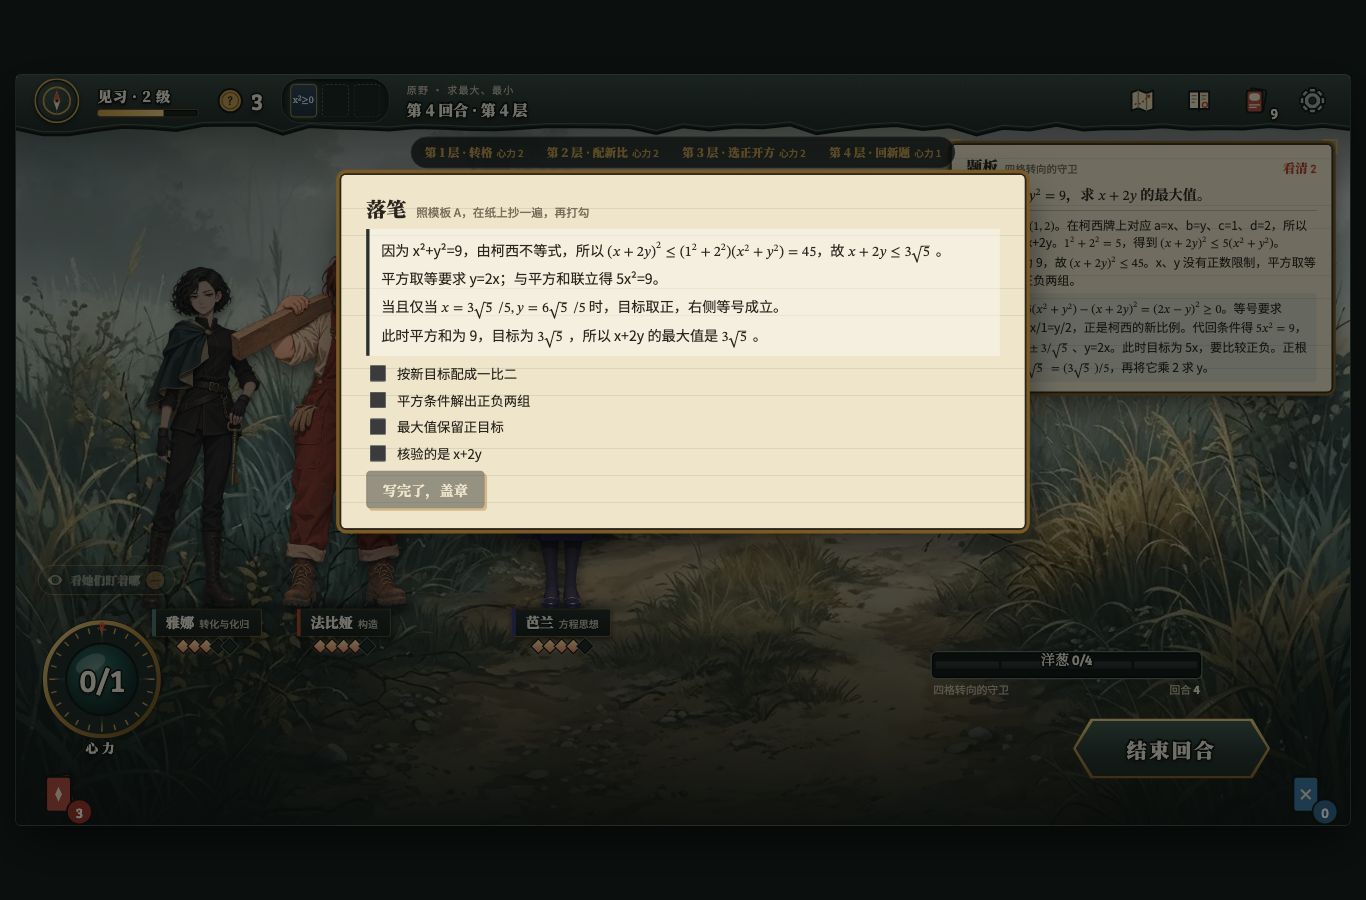 见习·2 级
3
x²≥0
原野 · 求最大、最小
第 4 回合·第 4 层
9
第 1 层·转格 心力 2 第 2 层·配新比 心力 2 第 3 层·选正开方 心力 2 第 4 层·回新题 心力 1
题板 四格转向的守卫 看清 2
y² = 9，求 x + 2y 的最大值。
(1, 2)。在柯西牌上对应 a=x、b=y、c=1、d=2，所以
x+2y。1² + 2² = 5，得到 (x + 2y)² ≤ 5(x² + y²)。
9，故 (x + 2y)² ≤ 45。x、y 没有正数限制，平方取等
负两组。
(x² + y²) − (x + 2y)² = (2x − y)² ≥ 0。等号要求
x/1=y/2，正是柯西的新比例。代回条件得 5x² = 9，
± 3/√5 、y=2x。此时目标为 5x，要比较正负。正根
√5 = (3√5 )/5，再将它乘 2 求 y。
落笔 照模板 A，在纸上抄一遍，再打勾
因为 x²+y²=9，由柯西不等式，所以 (x + 2y)² ≤ (1² + 2²)(x² + y²) = 45，故 x + 2y ≤ 3√5 。
平方取等要求 y=2x；与平方和联立得 5x²=9。
当且仅当 x = 3√5 /5, y = 6√5 /5 时，目标取正，右侧等号成立。
此时平方和为 9，目标为 3√5 ，所以 x+2y 的最大值是 3√5 。
按新目标配成一比二
平方条件解出正负两组
最大值保留正目标
核验的是 x+2y
写完了，盖章
看她们盯着哪
雅娜 转化与化归
法比娅 构造
芭兰 方程思想
0/1
心力
洋葱 0/4
四格转向的守卫 回合 4
结束回合
3
0